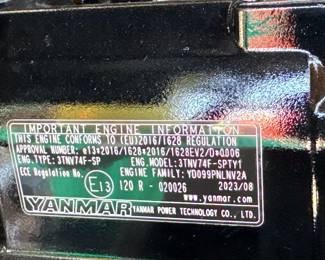 IMPORTANT ENGINE INFORMATION
THIS ENGINE CONFORMS TO (EU)2016/1628 REGULATION
APPROVAL NUMBER: e13*2016/1628*2016/1628EV2/D*0006
ENG.TYPE: 3TNV74F-SP ENG.MODEL: 3TNV74F-SPTY1
ECE Regulation No. ENGINE FAMILY: YDO99PNLNV2A
E13 120 R - 020026 2023/08
www.yanmar.com
YANMAR YANMAR POWER TECHNOLOGY CO., LTD.